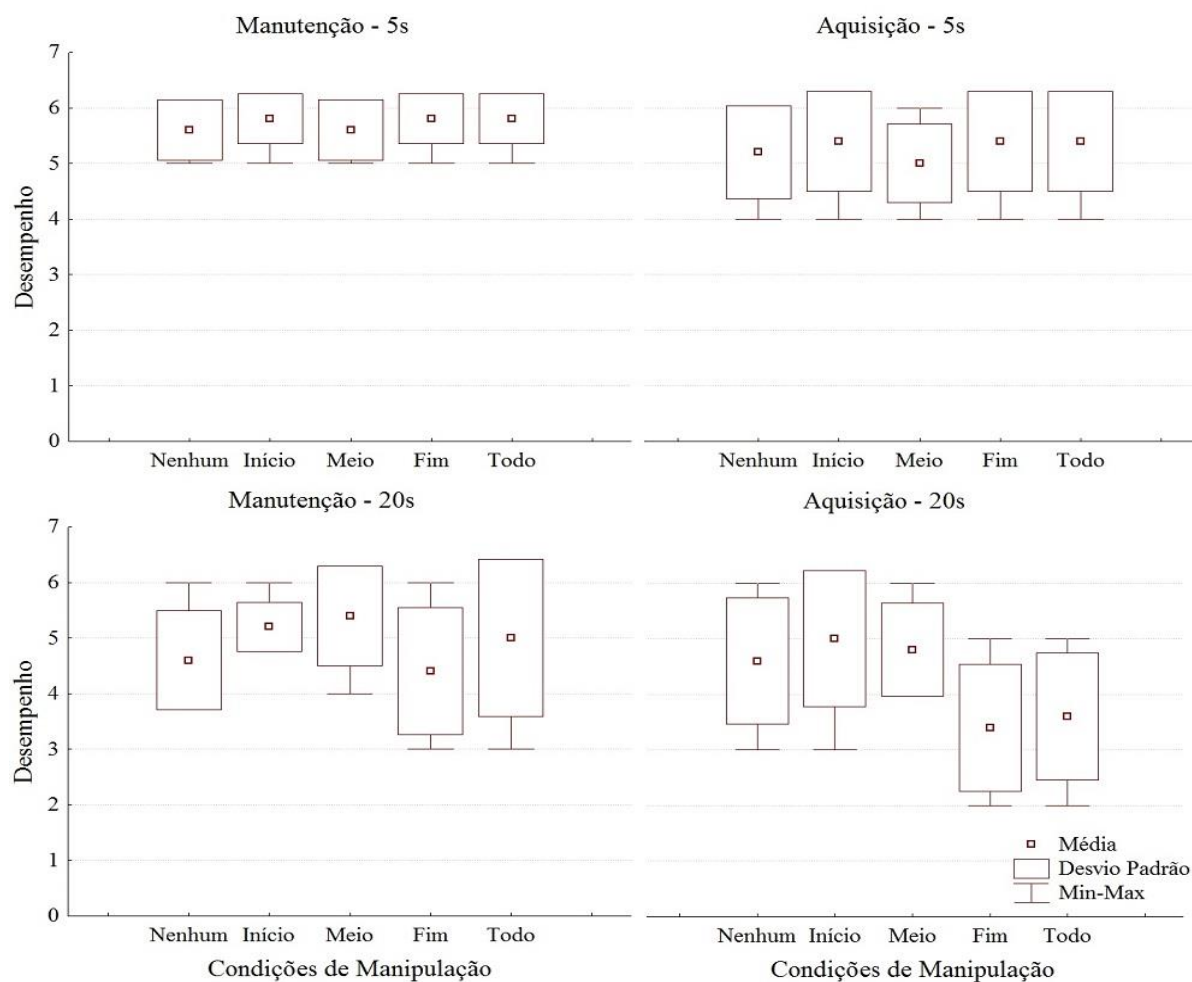 Manutenção - 5s
Aquisição - 5s
7
6
5
4
3
2
1
0
Desempenho
Nenhum Início Meio Fim Todo
Nenhum Início Meio Fim Todo
Manutenção - 20s
Aquisição - 20s
7
6
5
4
3
2
1
0
Desempenho
Média
Desvio Padrão
Min-Max
Nenhum Início Meio Fim Todo
Nenhum Início Meio Fim Todo
Condições de Manipulação
Condições de Manipulação